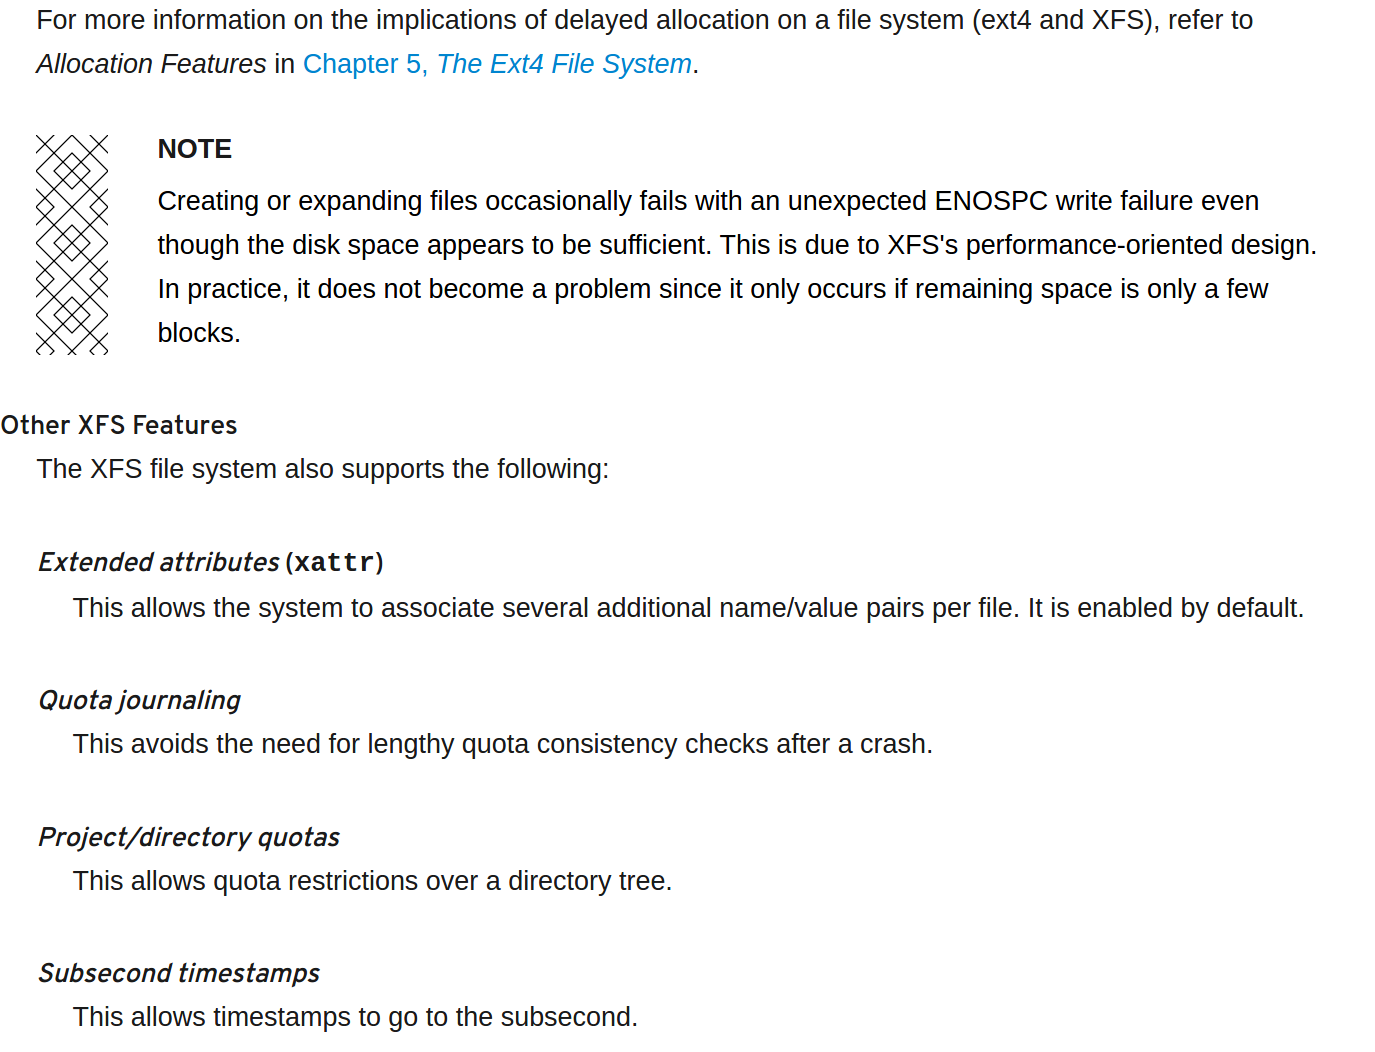 For more information on the implications of delayed allocation on a file system (ext4 and XFS), refer to
Allocation Features in Chapter 5, The Ext4 File System.
NOTE
Creating or expanding files occasionally fails with an unexpected ENOSPC write failure even
though the disk space appears to be sufficient. This is due to XFS's performance-oriented design.
In practice, it does not become a problem since it only occurs if remaining space is only a few
blocks.
Other XFS Features
The XFS file system also supports the following:
Extended attributes (xattr)
This allows the system to associate several additional name/value pairs per file. It is enabled by default.
Quota journaling
This avoids the need for lengthy quota consistency checks after a crash.
Project/directory quotas
This allows quota restrictions over a directory tree.
Subsecond timestamps
This allows timestamps to go to the subsecond.